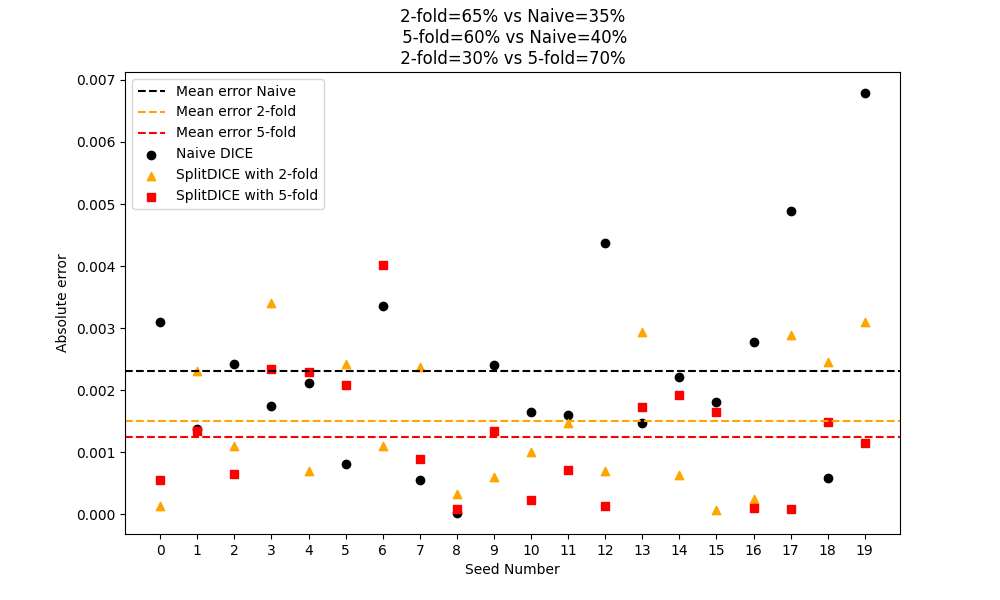 2-fold=65% vs Naive=35%
5-fold=60% vs Naive=40%
2-fold=30% vs 5-fold=70%
0.007
0.006
0.005
0.004
0.003
0.002
0.001
0.000
Absolute error
Mean error Naive
Mean error 2-fold
Mean error 5-fold
Naive DICE
SplitDICE with 2-fold
SplitDICE with 5-fold
0 1 2 3 4 5 6 7 8 9 10 11 12 13 14 15 16 17 18 19
Seed Number